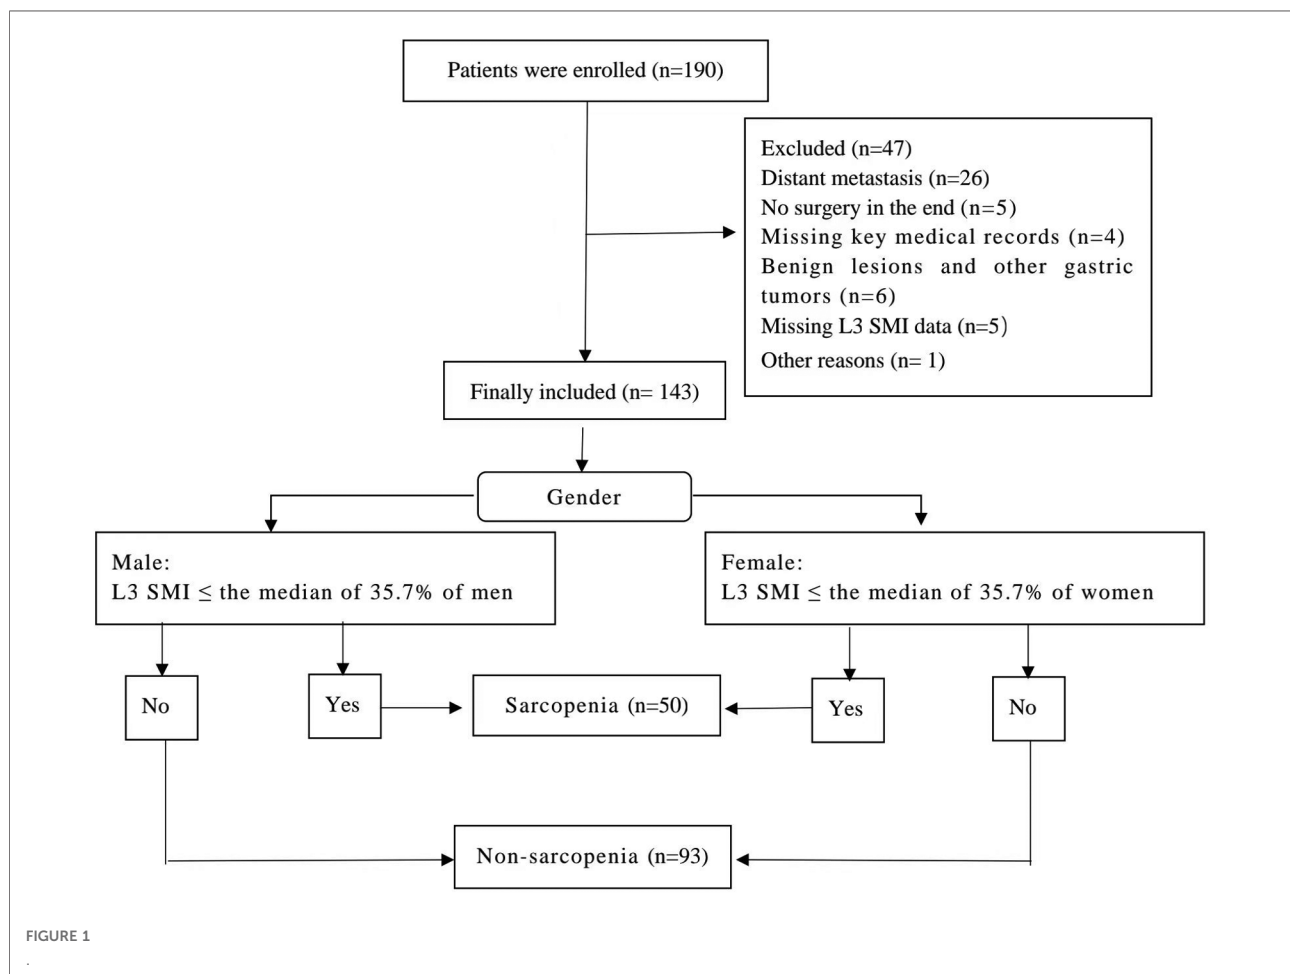 Patients were enrolled (n=190)
Excluded (n=47)
Distant metastasis (n=26)
No surgery in the end (n=5)
Missing key medical records (n=4)
Benign lesions and other gastric
tumors (n=6)
Missing L3 SMI data (n=5)
Other reasons (n= 1)
Finally included (n= 143)
Gender
Male:
L3 SMI ≤ the median of 35.7% of men
Female:
L3 SMI ≤ the median of 35.7% of women
No
Yes
Sarcopenia (n=50)
Yes
No
Non-sarcopenia (n=93)
FIGURE 1
.